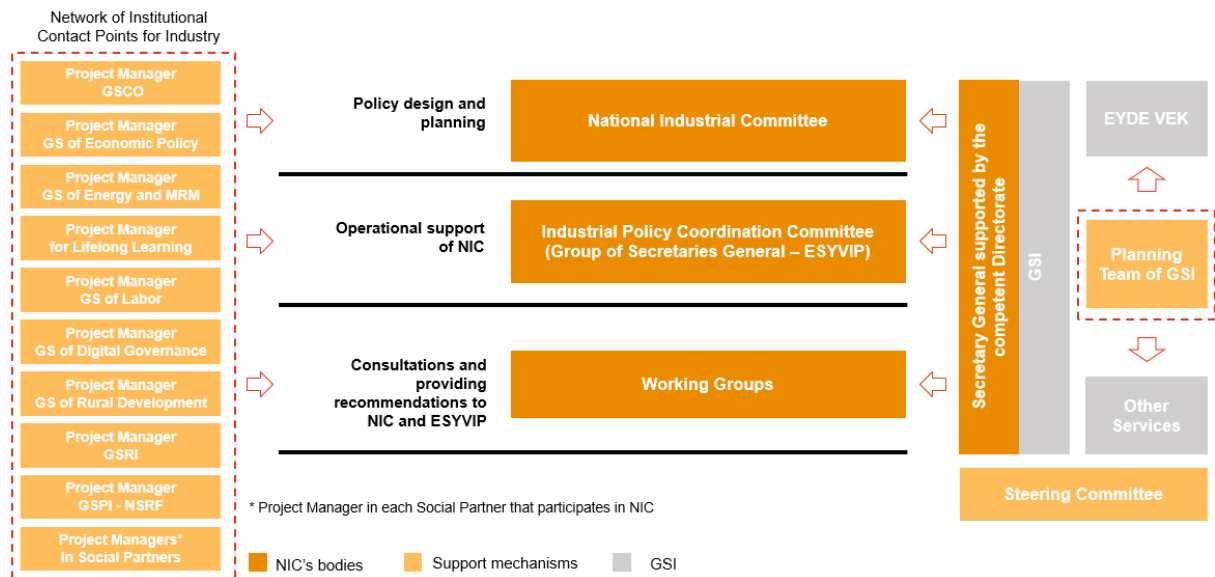 Network of Institutional
Contact Points for Industry
Project Manager
GSCO
Project Manager
GS of Economic Policy
Project Manager
GS of Energy and MRM
Project Manager
for Lifelong Learning
Project Manager
GS of Labor
Project Manager
GS of Digital Governance
Project Manager
GS of Rural Development
Project Manager
GSRI
Project Manager
GSPI - NSRF
Project Managers*
In Social Partners
Policy design and
planning
National Industrial Committee
Operational support
of NIC
Industrial Policy Coordination Committee
(Group of Secretaries General – ESYVIP)
Consultations and
providing
recommendations to
NIC and ESYVIP
Working Groups
Secretary General supported by the
competent Directorate
GSI
EYDE VEK
Planning
Team of GSI
Other
Services
Steering Committee
* Project Manager in each Social Partner that participates in NIC
NIC's bodies
Support mechanisms
GSI